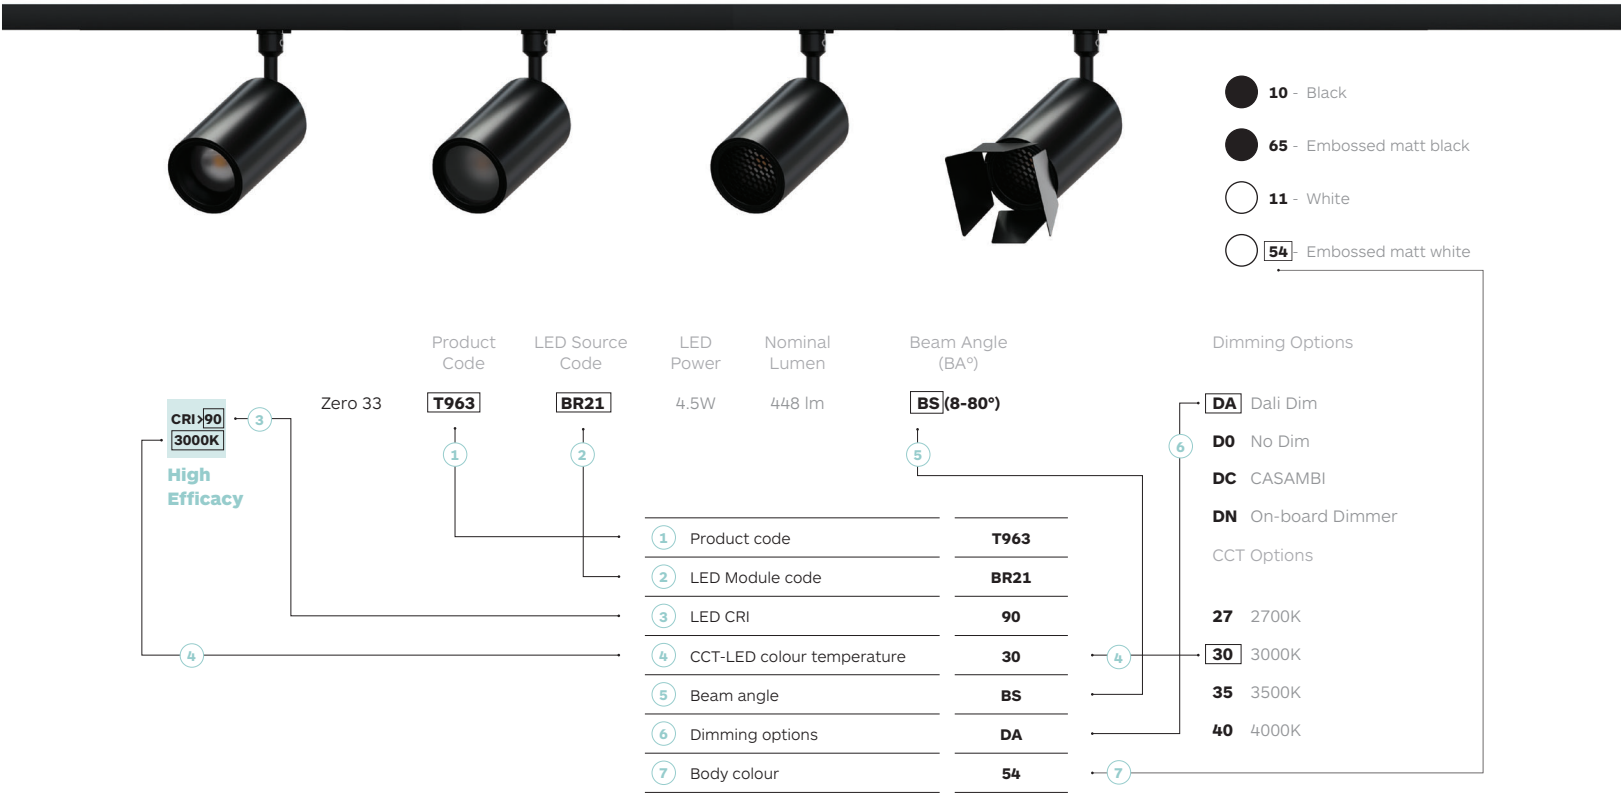 10 - Black
65 - Embossed matt black
11 - White
54 - Embossed matt white
Product Code
LED Source Code
LED Power
Nominal Lumen
Beam Angle (BA°)
Dimming Options
CRI>90
3000K
High
Efficacy
3
Zero 33 T963 BR21 4.5W 448 lm BS (8-80°)
1
2
5
6
DA Dali Dim
D0 No Dim
DC CASAMBI
DN On-board Dimmer
CCT Options
27 2700K
30 3000K
35 3500K
40 4000K
1 Product code T963
2 LED Module code BR21
3 LED CRI 90
4 4 CCT-LED colour temperature 30 4
5 Beam angle BS
6 Dimming options DA
7 Body colour 54 7